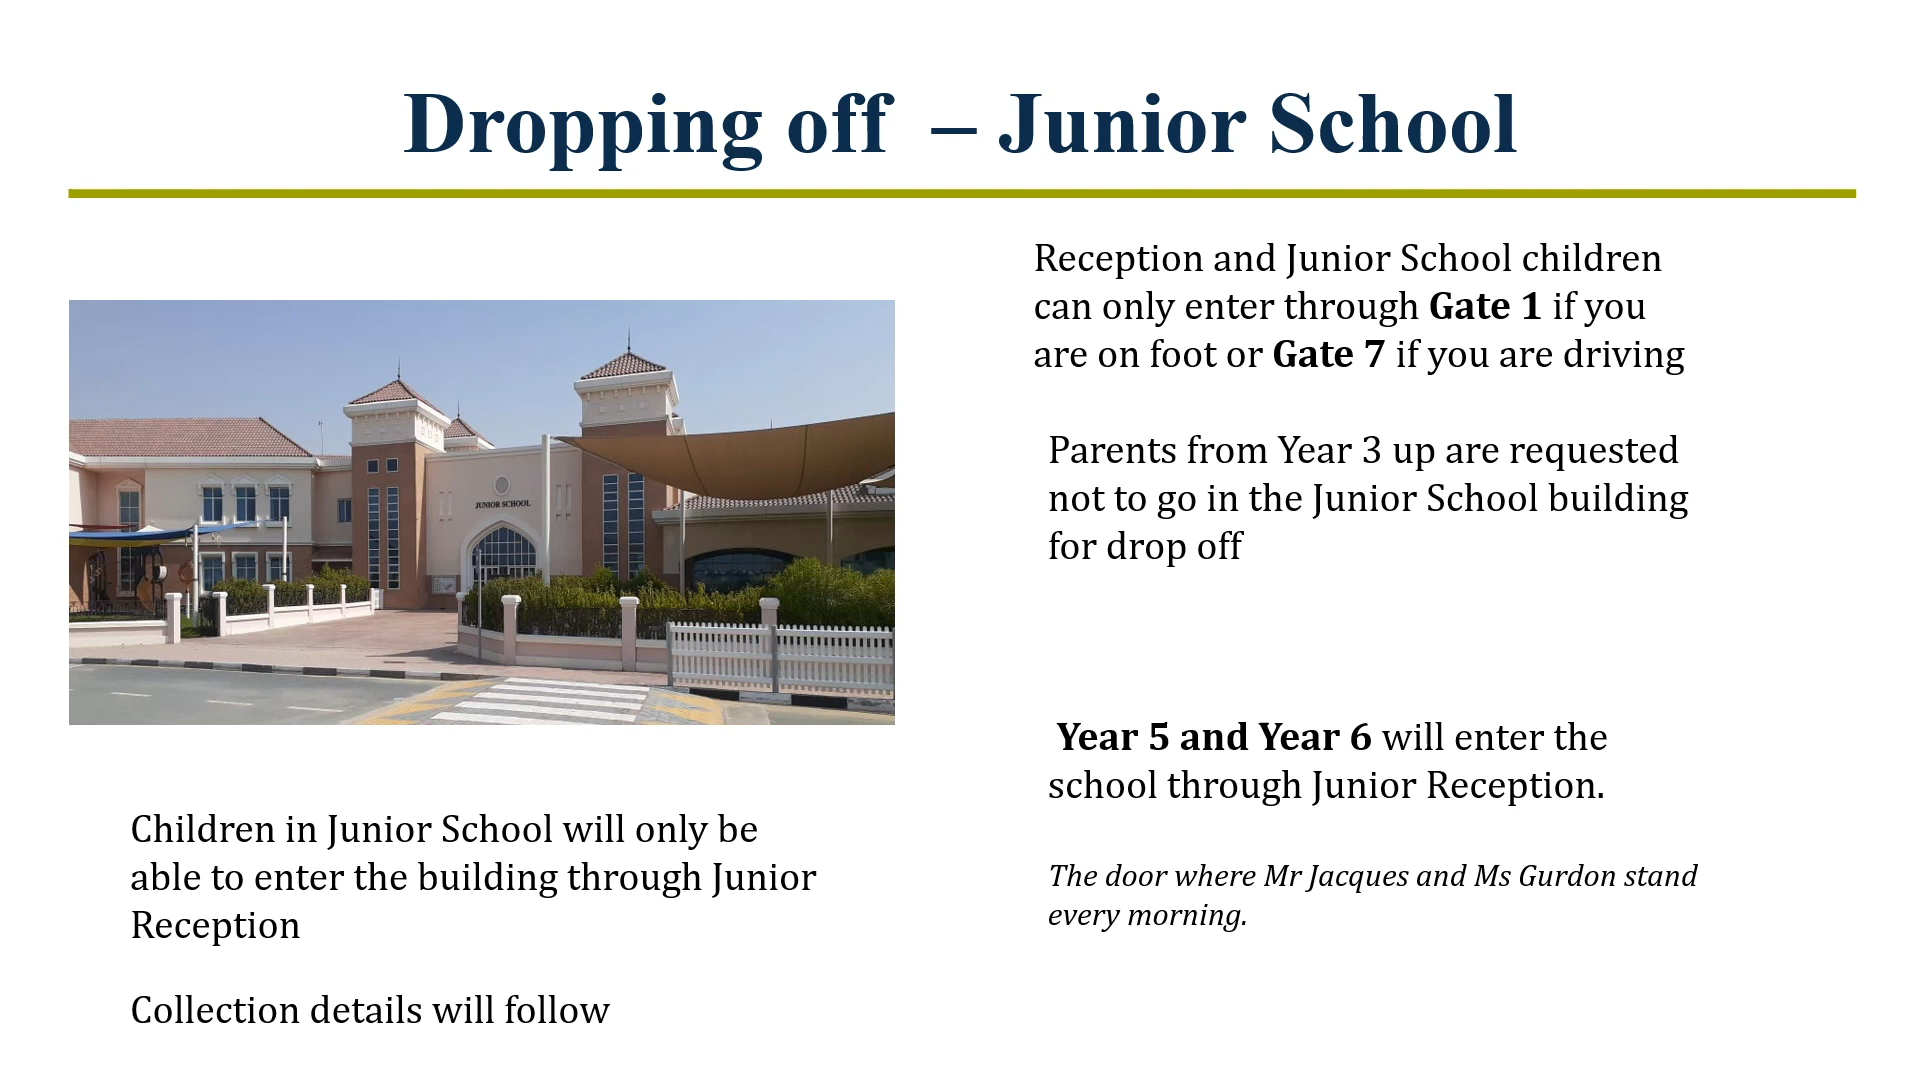 Dropping off  – Junior School
JUNIOR SCHOOL
Children in Junior School will only be
able to enter the building through Junior
Reception
Collection details will follow
Reception and Junior School children
can only enter through Gate 1 if you
are on foot or Gate 7 if you are driving
Parents from Year 3 up are requested
not to go in the Junior School building
for drop off
Year 5 and Year 6 will enter the
school through Junior Reception.
The door where Mr Jacques and Ms Gurdon stand
every morning.